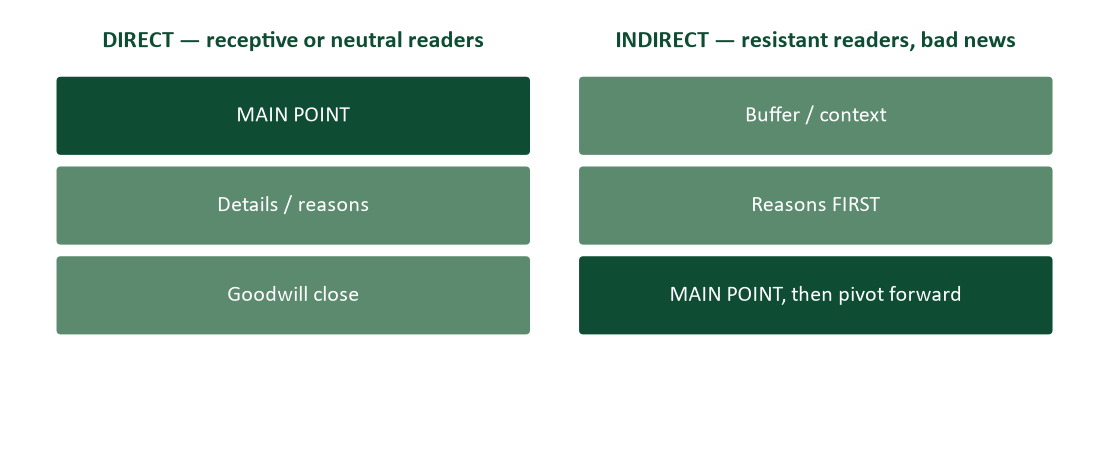 DIRECT — receptive or neutral readers
MAIN POINT
Details / reasons
Goodwill close
INDIRECT — resistant readers, bad news
Buffer / context
Reasons FIRST
MAIN POINT, then pivot forward